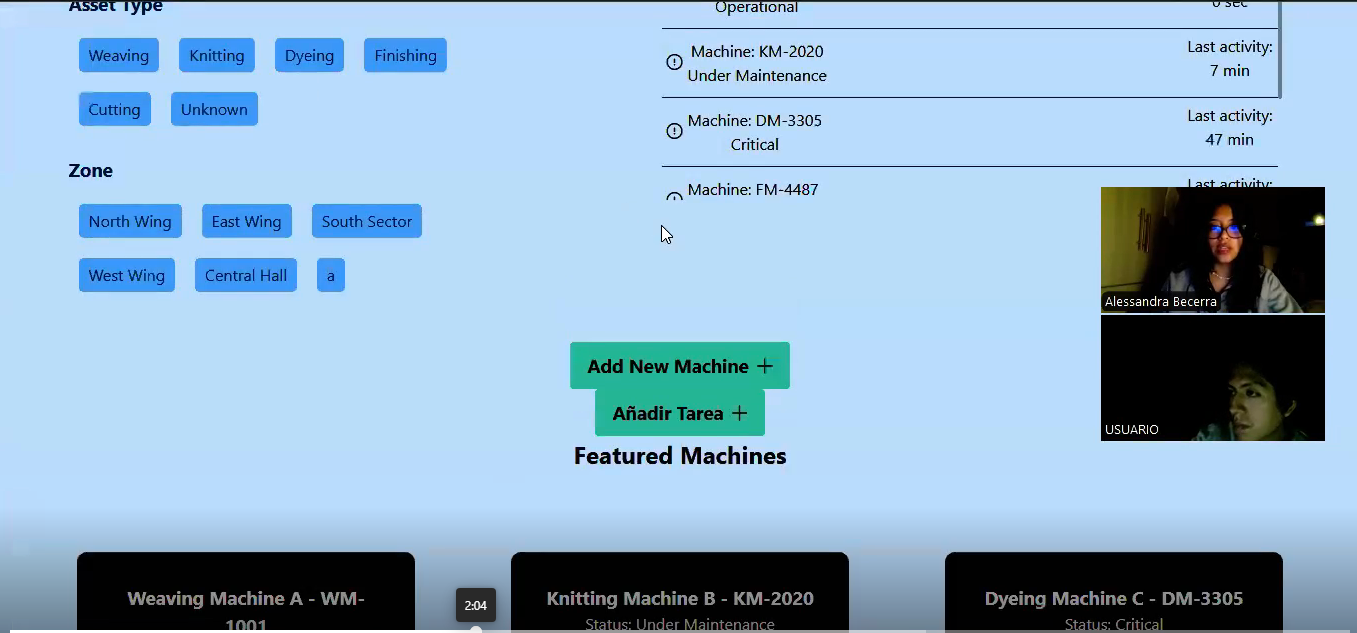 Asset Type
Weaving Knitting Dyeing Finishing
Cutting Unknown
Zone
North Wing East Wing South Sector
West Wing Central Hall a
Operational
0 sec
Machine: KM-2020
Under Maintenance
Last activity:
7 min
Machine: DM-3305
Critical
Last activity:
47 min
Machine: FM-4487
Last activity:
Alessandra Becerra
USUARIO
Add New Machine
Añadir Tarea
Featured Machines
Weaving Machine A - WM-
1001
Knitting Machine B - KM-2020
Status: Under Maintenance
Dyeing Machine C - DM-3305
Status: Critical
2:04